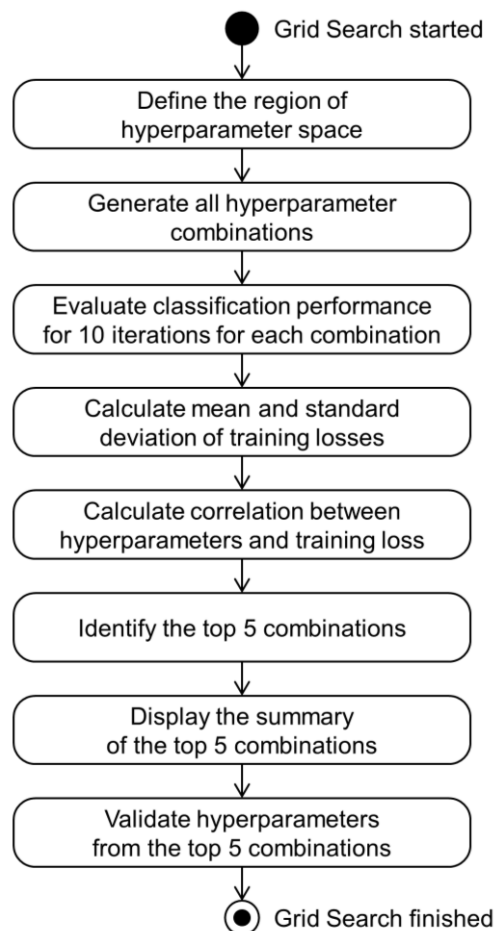 Grid Search started
Define the region of
hyperparameter space
Generate all hyperparameter
combinations
Evaluate classification performance
for 10 iterations for each combination
Calculate mean and standard
deviation of training losses
Calculate correlation between
hyperparameters and training loss
Identify the top 5 combinations
Display the summary
of the top 5 combinations
Validate hyperparameters
from the top 5 combinations
Grid Search finished